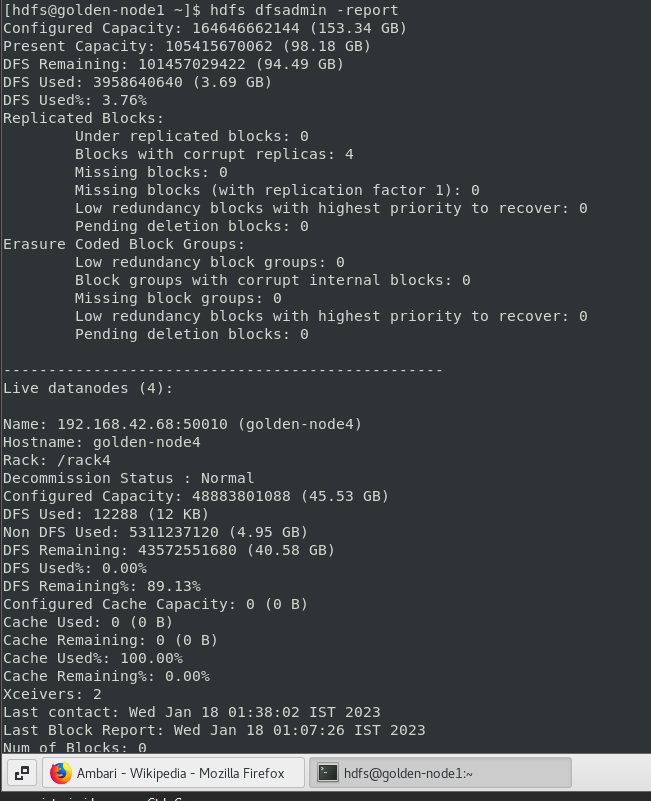 [hdfs@golden-node1 ~]$ hdfs dfsadmin -report
Configured Capacity: 164646662144 (153.34 GB)
Present Capacity: 105415670062 (98.18 GB)
DFS Remaining: 101457029422 (94.49 GB)
DFS Used: 3958640640 (3.69 GB)
DFS Used%: 3.76%
Replicated Blocks:
Under replicated blocks: 0
Blocks with corrupt replicas: 4
Missing blocks: 0
Missing blocks (with replication factor 1): 0
Low redundancy blocks with highest priority to recover: 0
Pending deletion blocks: 0
Erasure Coded Block Groups:
Low redundancy block groups: 0
Block groups with corrupt internal blocks: 0
Missing block groups: 0
Low redundancy blocks with highest priority to recover: 0
Pending deletion blocks: 0
-------------------------------------------------
Live datanodes (4):
Name: 192.168.42.68:50010 (golden-node4)
Hostname: golden-node4
Rack: /rack4
Decommission Status : Normal
Configured Capacity: 48883801088 (45.53 GB)
DFS Used: 12288 (12 KB)
Non DFS Used: 5311237120 (4.95 GB)
DFS Remaining: 43572551680 (40.58 GB)
DFS Used%: 0.00%
DFS Remaining%: 89.13%
Configured Cache Capacity: 0 (0 B)
Cache Used: 0 (0 B)
Cache Remaining: 0 (0 B)
Cache Used%: 100.00%
Cache Remaining%: 0.00%
Xceivers: 2
Last contact: Wed Jan 18 01:38:02 IST 2023
Last Block Report: Wed Jan 18 01:07:26 IST 2023
Num of Blocks: 0
Ambari - Wikipedia - Mozilla Firefox
hdfs@golden-node1:~